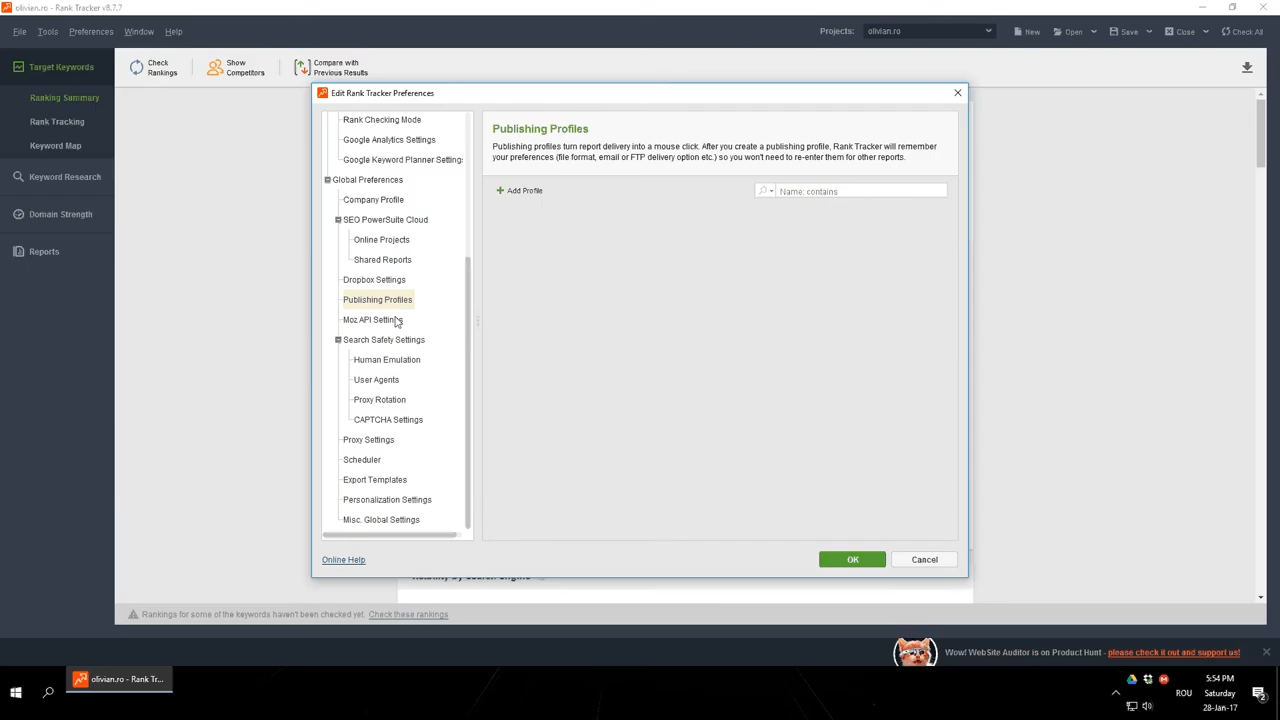 olivian.ro - Rank Tracker v8.7.7
File Tools Preferences Window Help
Projects: olivian.ro New Open Save Close Check All
Target Keywords
Ranking Summary
Rank Tracking
Keyword Map
Keyword Research
Domain Strength
Reports
Check Rankings
Show Competitors
Compare with Previous Results
Edit Rank Tracker Preferences
Rank Checking Mode
Google Analytics Settings
Google Keyword Planner Settings
Global Preferences
Company Profile
SEO PowerSuite Cloud
Online Projects
Shared Reports
Dropbox Settings
Publishing Profiles
Moz API Settings
Search Safety Settings
Human Emulation
User Agents
Proxy Rotation
CAPTCHA Settings
Proxy Settings
Scheduler
Export Templates
Personalization Settings
Misc. Global Settings
Publishing Profiles
Publishing profiles turn report delivery into a mouse click. After you create a publishing profile, Rank Tracker will remember
your preferences (file format, email or FTP delivery option etc.) so you won't need to re-enter them for other reports.
Add Profile
Name: contains
Online Help
OK
Cancel
Visibility By Search Engine
Rankings for some of the keywords haven't been checked yet. Check these rankings
Wow! WebSite Auditor is on Product Hunt - please check it out and support us!
olivian.ro - Rank Tr...
ROU
5:54 PM
Saturday
28-Jan-17
2